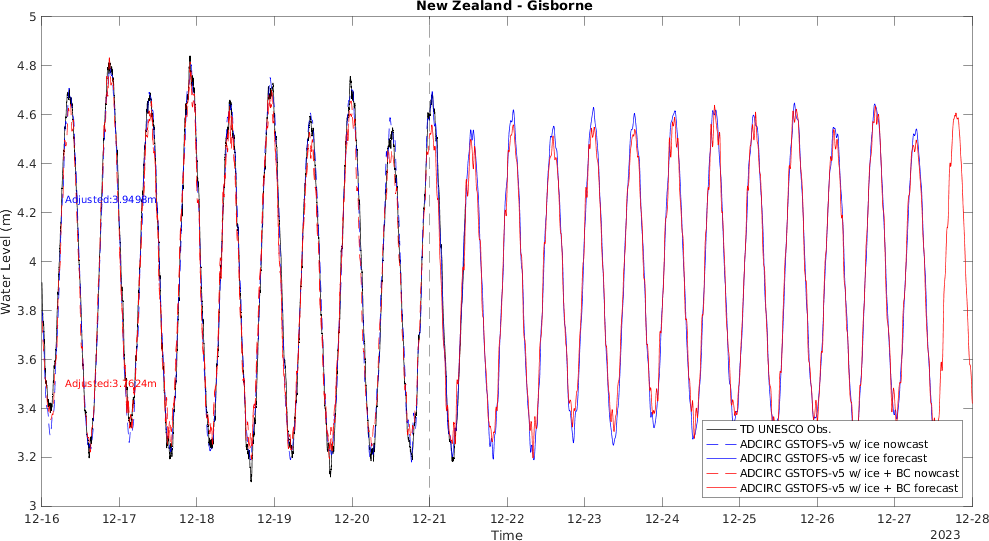 New Zealand - Gisborne
5
4.8
4.6
4.4
4.2
4
3.8
3.6
3.4
3.2
3
Water Level (m)
Adjusted:3.9498m
Adjusted:3.7624m
TD UNESCO Obs.
ADCIRC GSTOFS-v5 w/ ice nowcast
ADCIRC GSTOFS-v5 w/ ice forecast
ADCIRC GSTOFS-v5 w/ ice + BC nowcast
ADCIRC GSTOFS-v5 w/ ice + BC forecast
12-16 12-17 12-18 12-19 12-20 12-21 12-22 12-23 12-24 12-25 12-26 12-27 12-28
Time
2023